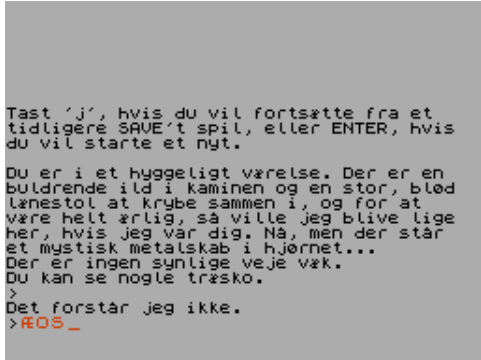 Tast ´j´, hvis du vil fortsætte fra et
tidligere SAVE´t spil, eller ENTER, hvis
du vil starte et nyt.
Du er i et hyggeligt værelse. Der er en
buldrende ild i kaminen og en stor, blød
lænestol at krybe sammen i, og for at
være helt ærlig, så ville jeg blive lige
her, hvis jeg var dig. Nå, men der står
et mystisk metalskab i hjørnet...
Der er ingen synlige veje væk.
Du kan se nogle træsko.
>
Det forstår jeg ikke.
>ÆOS_